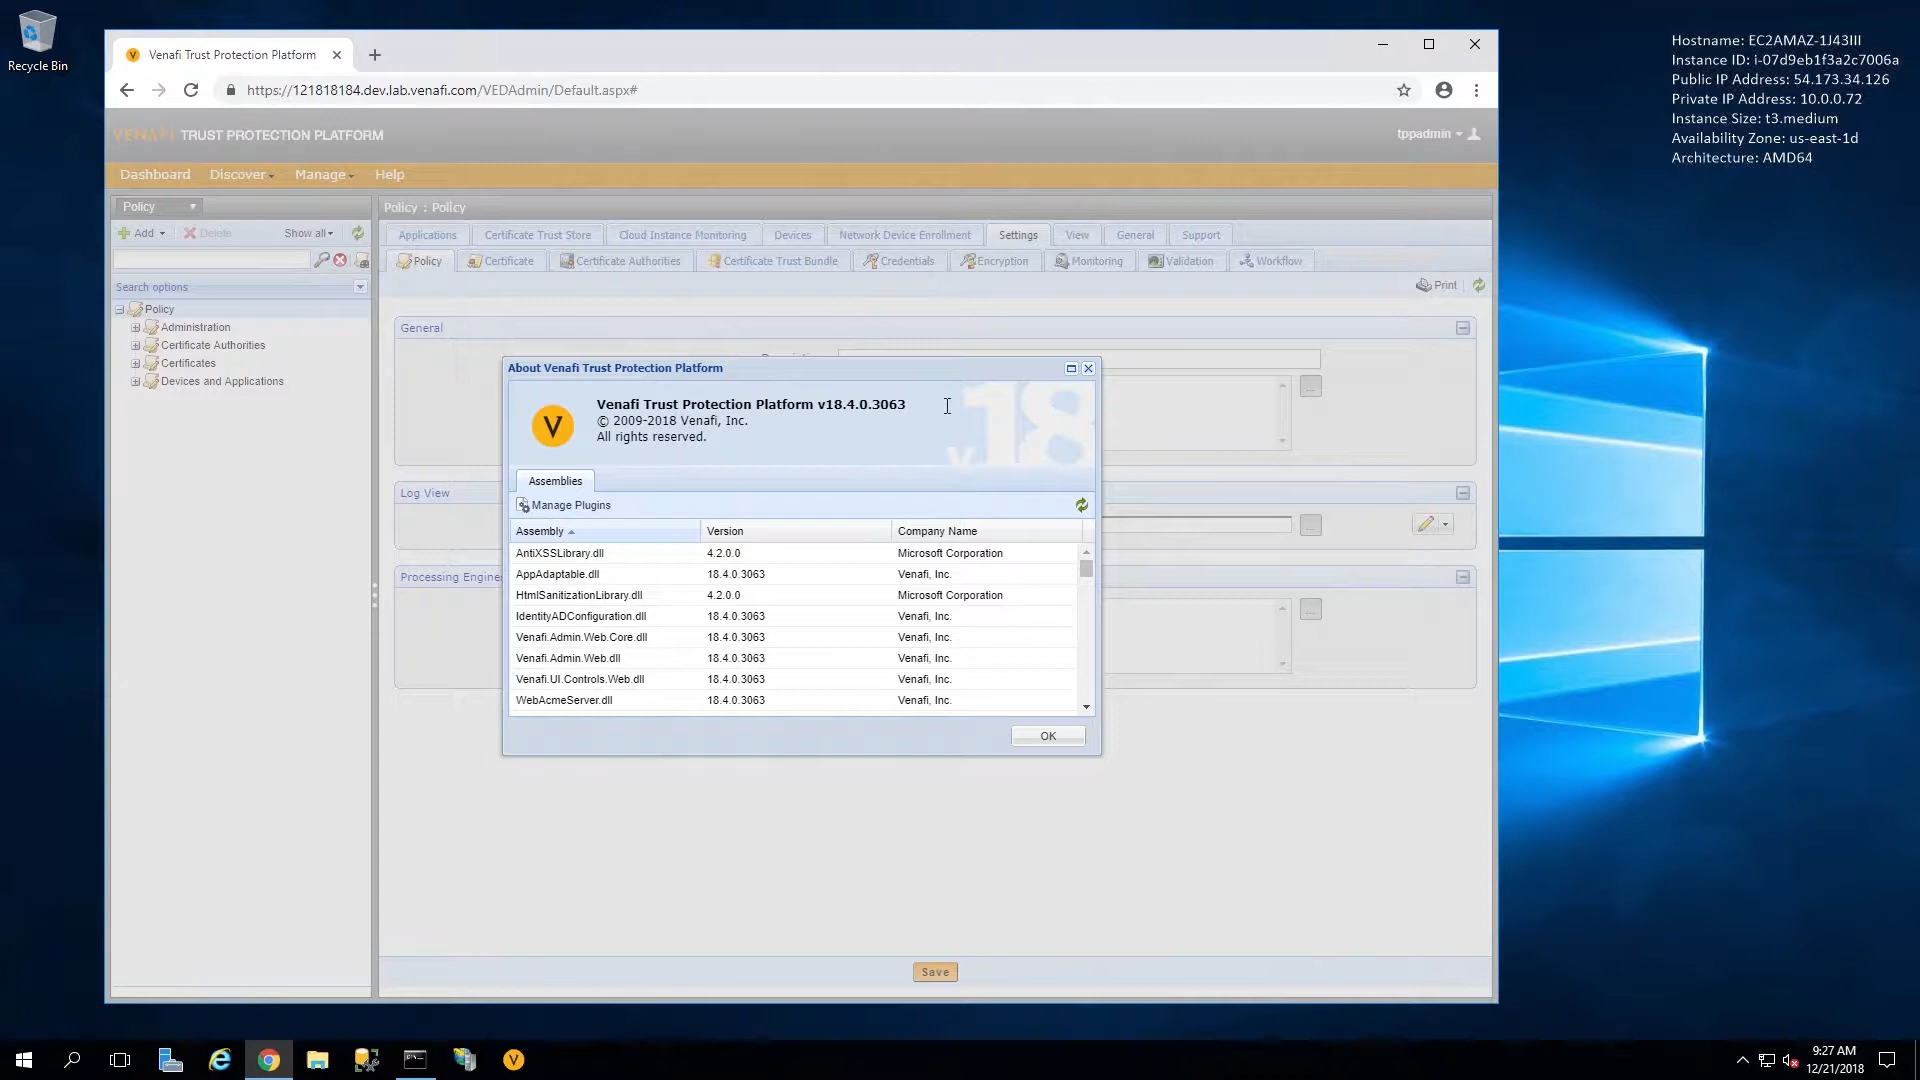 Recycle Bin
Hostname: EC2AMAZ-1J43III
Instance ID: i-07d9eb1f3a2c7006a
Public IP Address: 54.173.34.126
Private IP Address: 10.0.0.72
Instance Size: t3.medium
Availability Zone: us-east-1d
Architecture: AMD64
Venafi Trust Protection Platform
https://121818184.dev.lab.venafi.com/VEDAdmin/Default.aspx#
VENAFI TRUST PROTECTION PLATFORM
tppadmin
Dashboard Discover Manage Help
Policy
Policy : Policy
Add Delete Show all
Applications Certificate Trust Store Cloud Instance Monitoring Devices Network Device Enrollment Settings View General Support
Policy Certificate Certificate Authorities Certificate Trust Bundle Credentials Encryption Monitoring Validation Workflow
Search options
Print
Policy
Administration
Certificate Authorities
Certificates
Devices and Applications
General
Log View
Processing Engine
About Venafi Trust Protection Platform
V
Venafi Trust Protection Platform v18.4.0.3063
© 2009-2018 Venafi, Inc.
All rights reserved.
v18
Assemblies
Manage Plugins
Assembly Version Company Name
AntiXSSLibrary.dll 4.2.0.0 Microsoft Corporation
AppAdaptable.dll 18.4.0.3063 Venafi, Inc.
HtmlSanitizationLibrary.dll 4.2.0.0 Microsoft Corporation
IdentityADConfiguration.dll 18.4.0.3063 Venafi, Inc.
Venafi.Admin.Web.Core.dll 18.4.0.3063 Venafi, Inc.
Venafi.Admin.Web.dll 18.4.0.3063 Venafi, Inc.
Venafi.UI.Controls.Web.dll 18.4.0.3063 Venafi, Inc.
WebAcmeServer.dll 18.4.0.3063 Venafi, Inc.
OK
Save
9:27 AM
12/21/2018